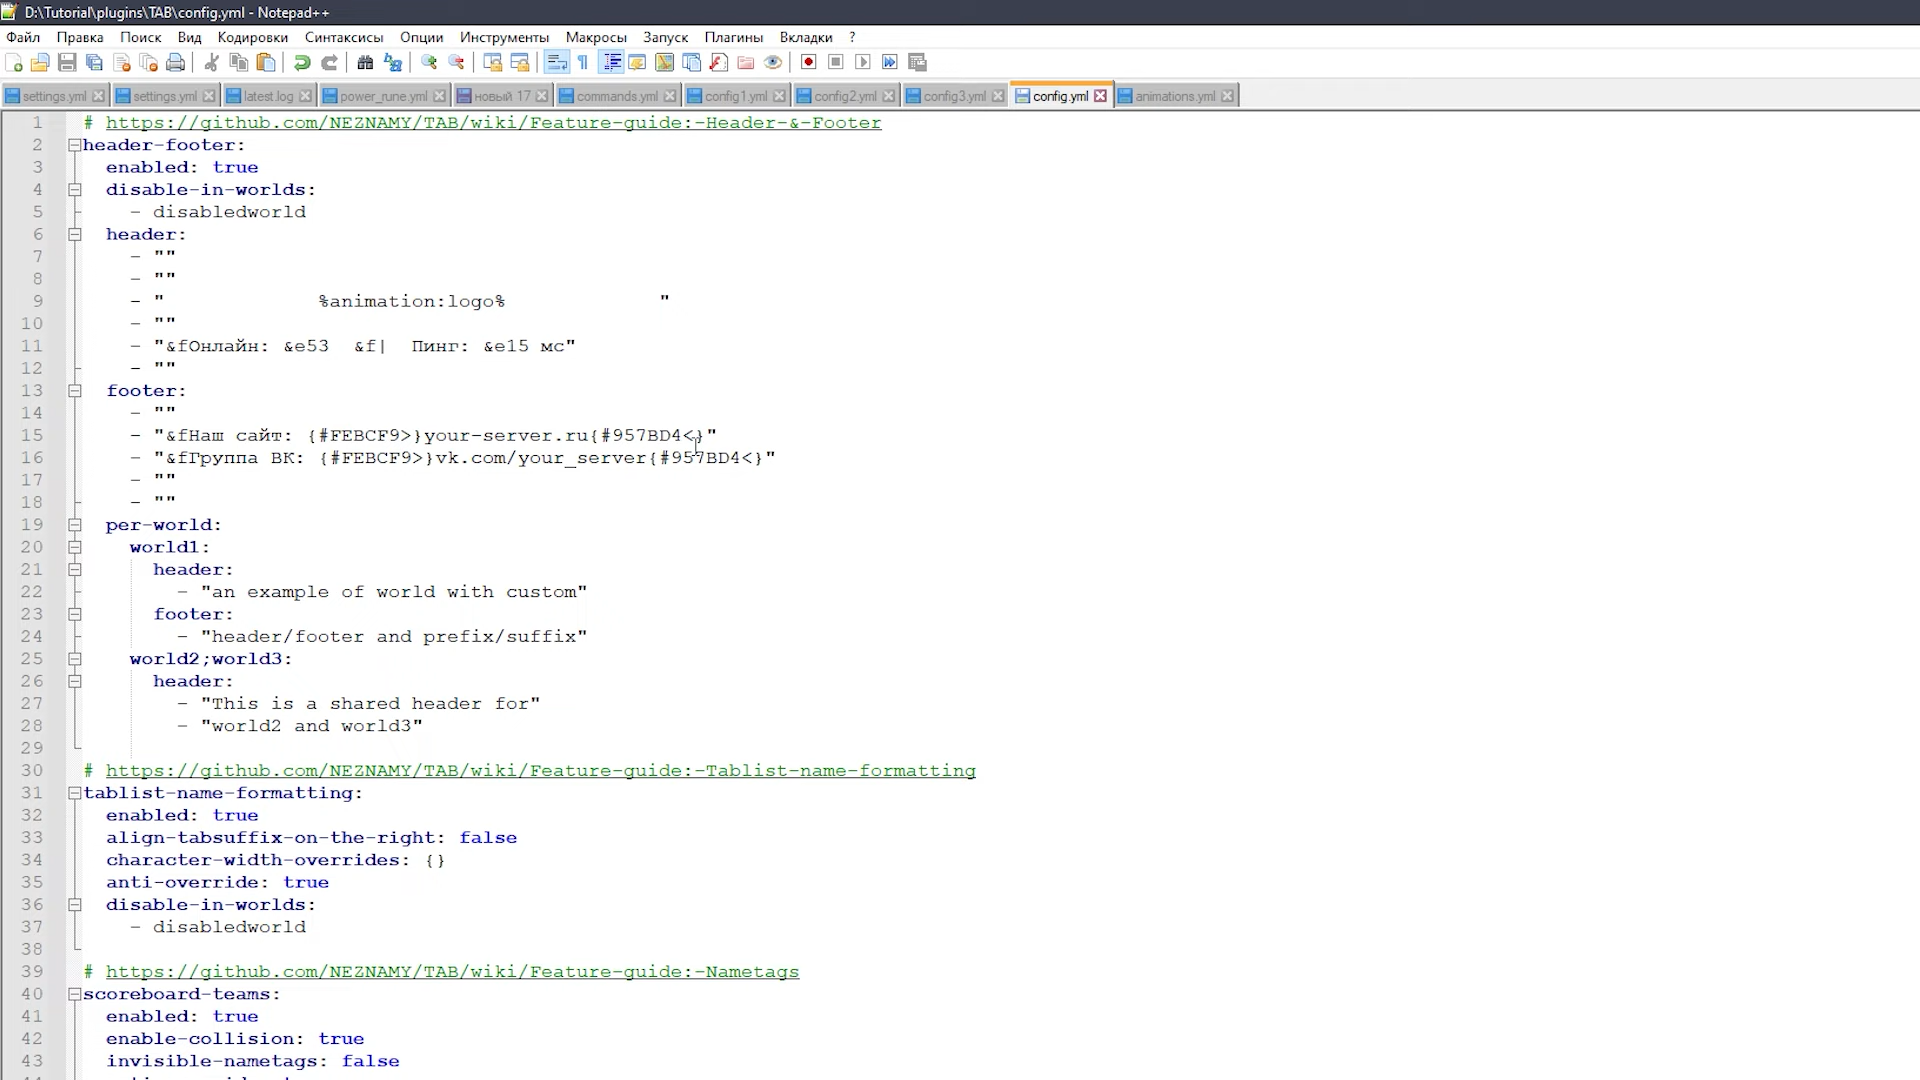 D:\Tutorial\plugins\TAB\config.yml - Notepad++
Файл Правка Поиск Вид Кодировки Синтаксисы Опции Инструменты Макросы Запуск Плагины Вкладки ?
settings.yml settings.yml latest.log power_rune.yml новый 17 commands.yml config1.yml config2.yml config3.yml config.yml animations.yml
1 # https://github.com/NEZNAMY/TAB/wiki/Feature-guide:-Header-&-Footer
2 header-footer:
3 enabled: true
4 disable-in-worlds:
5 - disabledworld
6 header:
7 - ""
8 - ""
9 - "             %animation:logo%             "
10 - ""
11 - "&fОнлайн: &e53  &f|  Пинг: &e15 мс"
12 - ""
13 footer:
14 - ""
15 - "&fНаш сайт: {#FEBCF9>}your-server.ru{#957BD4<}"
16 - "&fГруппа ВК: {#FEBCF9>}vk.com/your_server{#957BD4<}"
17 - ""
18 - ""
19 per-world:
20 world1:
21 header:
22 - "an example of world with custom"
23 footer:
24 - "header/footer and prefix/suffix"
25 world2;world3:
26 header:
27 - "This is a shared header for"
28 - "world2 and world3"
29
30 # https://github.com/NEZNAMY/TAB/wiki/Feature-guide:-Tablist-name-formatting
31 tablist-name-formatting:
32 enabled: true
33 align-tabsuffix-on-the-right: false
34 character-width-overrides: {}
35 anti-override: true
36 disable-in-worlds:
37 - disabledworld
38
39 # https://github.com/NEZNAMY/TAB/wiki/Feature-guide:-Nametags
40 scoreboard-teams:
41 enabled: true
42 enable-collision: true
43 invisible-nametags: false